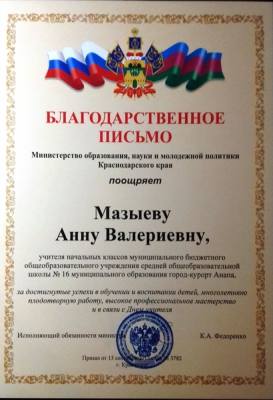 БЛАГОДАРСТВЕННОЕ
ПИСЬМО
Министерство образования, науки и молодежной политики
Краснодарского края
поощряет
Мазыеву
Анну Валериевну,
учителя начальных классов муниципального бюджетного
общеобразовательного учреждения средней общеобразовательной
школы № 16 муниципального образования город-курорт Анапа,
за достигнутые успехи в обучении и воспитании детей, многолетнюю
плодотворную работу, высокое профессиональное мастерство
и в связи с Днем учителя
Исполняющий обязанности министра
К.А. Федоренко
Приказ от 15